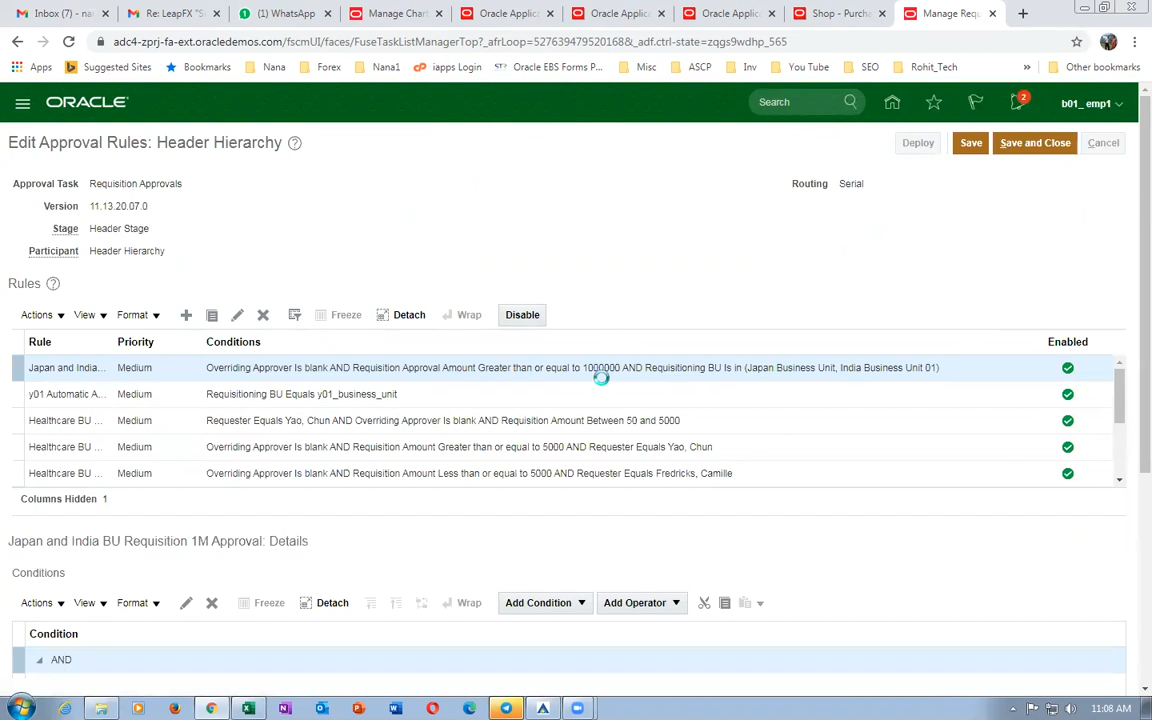 Inbox (7) - na
Re: LeapFX "S
(1) WhatsApp
Manage Chart
Oracle Applic
Oracle Applic
Oracle Applic
Shop - Purcha
Manage Req
adc4-zprj-fa-ext.oracledemos.com/fscmUI/faces/FuseTaskListManagerTop?_afrLoop=5276394795201688&_adf.ctrl-state=zqgs9wdhp_565
Apps Suggested Sites Bookmarks Nana Forex Nana1 iapps Login Oracle EBS Forms P... Misc ASCP Inv You Tube SEO Rohit_Tech » Other bookmarks
ORACLE Search 2 b01_ emp1
Edit Approval Rules: Header Hierarchy Deploy Save Save and Close Cancel
Approval Task Requisition Approvals Routing Serial
Version 11.13.20.07.0
Stage Header Stage
Participant Header Hierarchy
Rules
Actions View Format Freeze Detach Wrap Disable
Rule Priority Conditions Enabled
Japan and India... Medium Overriding Approver Is blank AND Requisition Approval Amount Greater than or equal to 1000000 AND Requisitioning BU Is in (Japan Business Unit, India Business Unit 01)
y01 Automatic A... Medium Requisitioning BU Equals y01_business_unit
Healthcare BU ... Medium Requester Equals Yao, Chun AND Overriding Approver Is blank AND Requisition Amount Between 50 and 5000
Healthcare BU ... Medium Overriding Approver Is blank AND Requisition Amount Greater than or equal to 5000 AND Requester Equals Yao, Chun
Healthcare BU ... Medium Overriding Approver Is blank AND Requisition Amount Less than or equal to 5000 AND Requester Equals Fredricks, Camille
Columns Hidden 1
Japan and India BU Requisition 1M Approval: Details
Conditions
Actions View Format Freeze Detach Wrap Add Condition Add Operator
Condition
AND
11:08 AM